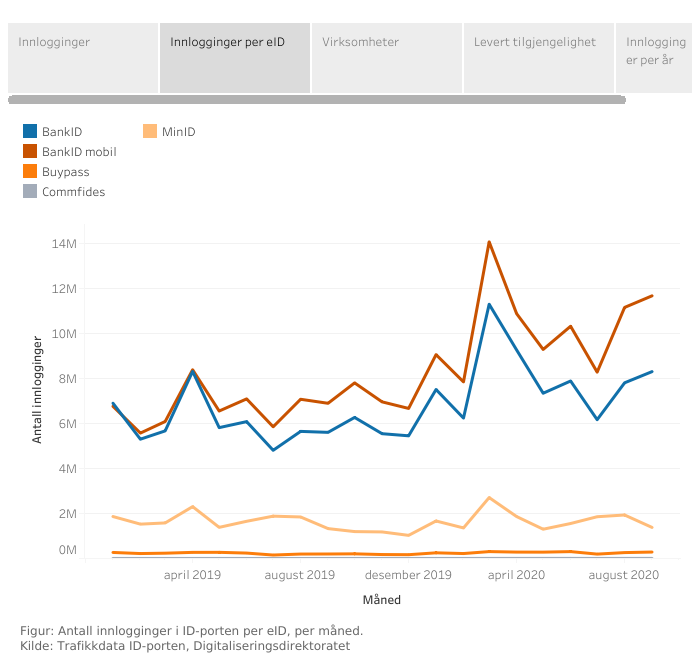 Innlogginger
Innlogginger per eID
Virksomheter
Levert tilgjengelighet
Innlogging
er per år
BankID
MinID
BankID mobil
Buypass
Commfides
14M
12M
10M
8M
6M
4M
2M
0M
Antall innlogginger
april 2019
august 2019
desember 2019
april 2020
august 2020
Måned
Figur: Antall innlogginger i ID-porten per eID, per måned.
Kilde: Trafikkdata ID-porten, Digitaliseringsdirektoratet